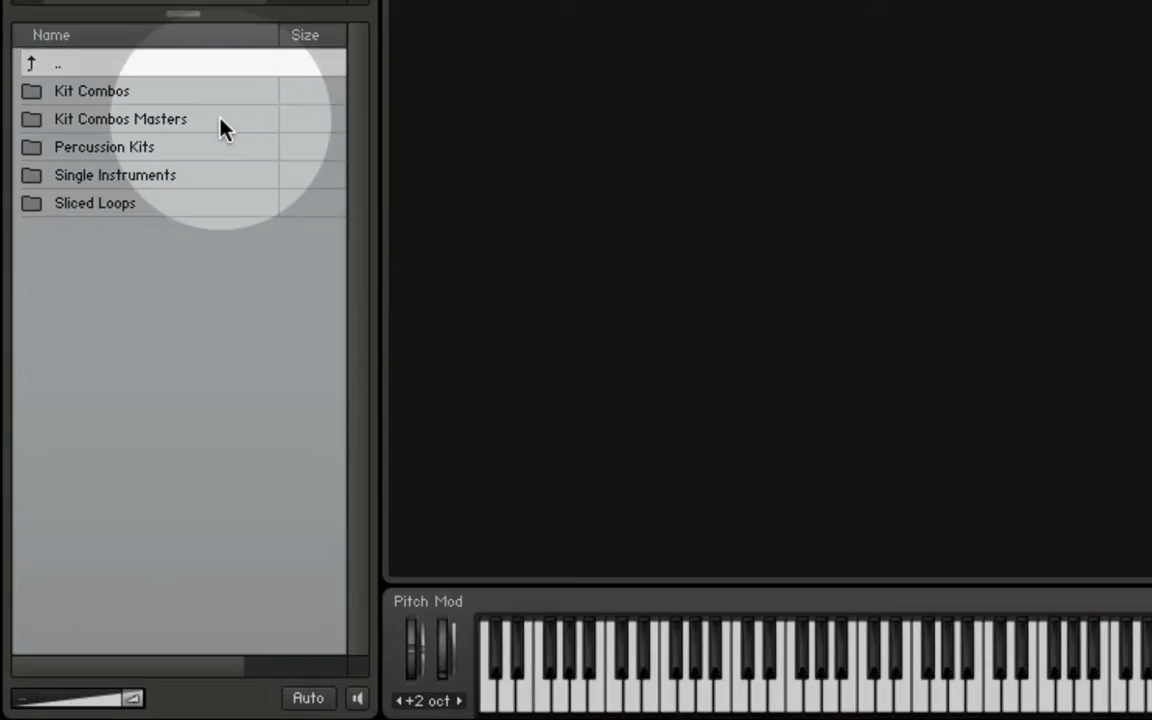 Name Size
..
Kit Combos
Kit Combos Masters
Percussion Kits
Single Instruments
Sliced Loops
Pitch Mod
+2 oct
Auto